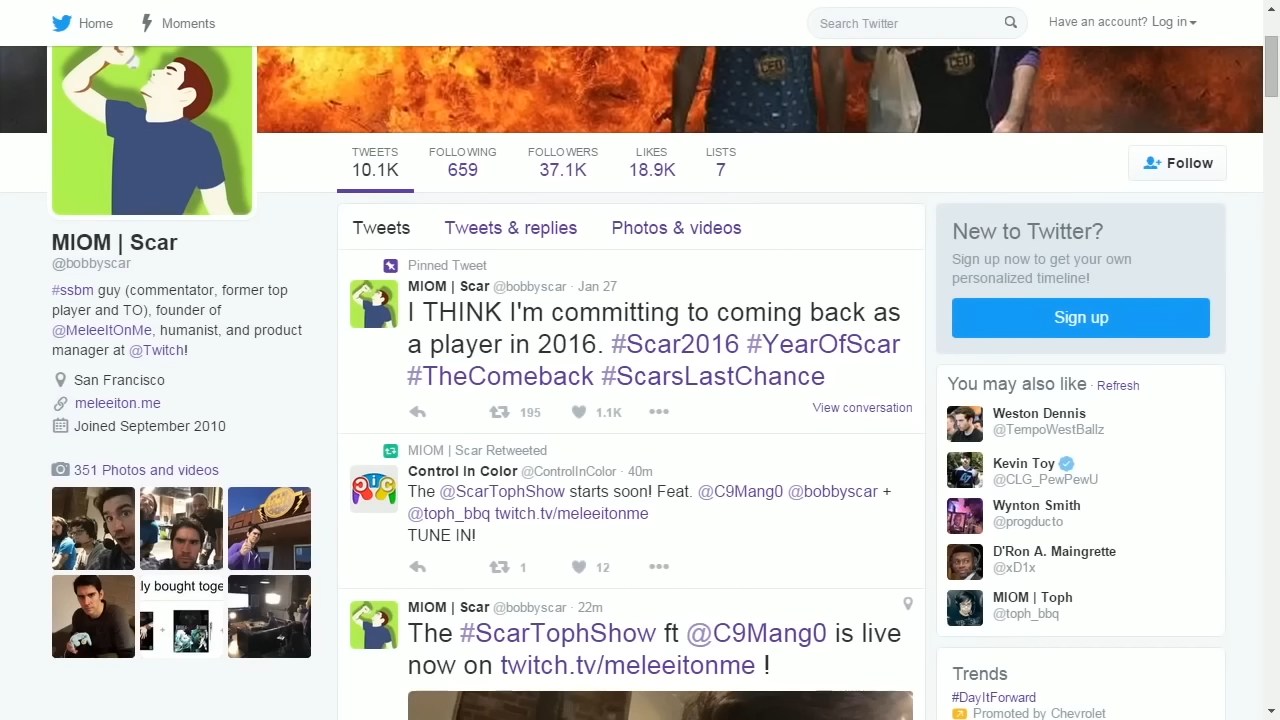 Home
Moments
Search Twitter
Have an account? Log in
CEO
CEO
TWEETS
10.1K
FOLLOWING
659
FOLLOWERS
37.1K
LIKES
18.9K
LISTS
7
Follow
MIOM | Scar
@bobbyscar
#ssbm guy (commentator, former top
player and TO), founder of
@MeleeItOnMe, humanist, and product
manager at @Twitch!
San Francisco
meleeiton.me
Joined September 2010
351 Photos and videos
ly bought toge
Tweets
Tweets & replies
Photos & videos
Pinned Tweet
MIOM | Scar @bobbyscar · Jan 27
I THINK I'm committing to coming back as
a player in 2016. #Scar2016 #YearOfScar
#TheComeback #ScarsLastChance
195
1.1K
View conversation
MIOM | Scar Retweeted
Control In Color @ControlInColor · 40m
CiC
The @ScarTophShow starts soon! Feat. @C9Mang0 @bobbyscar +
@toph_bbq twitch.tv/meleeitonme
TUNE IN!
1
12
MIOM | Scar @bobbyscar · 22m
The #ScarTophShow ft @C9Mang0 is live
now on twitch.tv/meleeitonme !
New to Twitter?
Sign up now to get your own
personalized timeline!
Sign up
You may also like · Refresh
Weston Dennis
@TempoWestBallz
Kevin Toy
@CLG_PewPewU
Wynton Smith
@progducto
D'Ron A. Maingrette
@xD1x
MIOM | Toph
@toph_bbq
Trends
#DayItForward
Promoted by Chevrolet